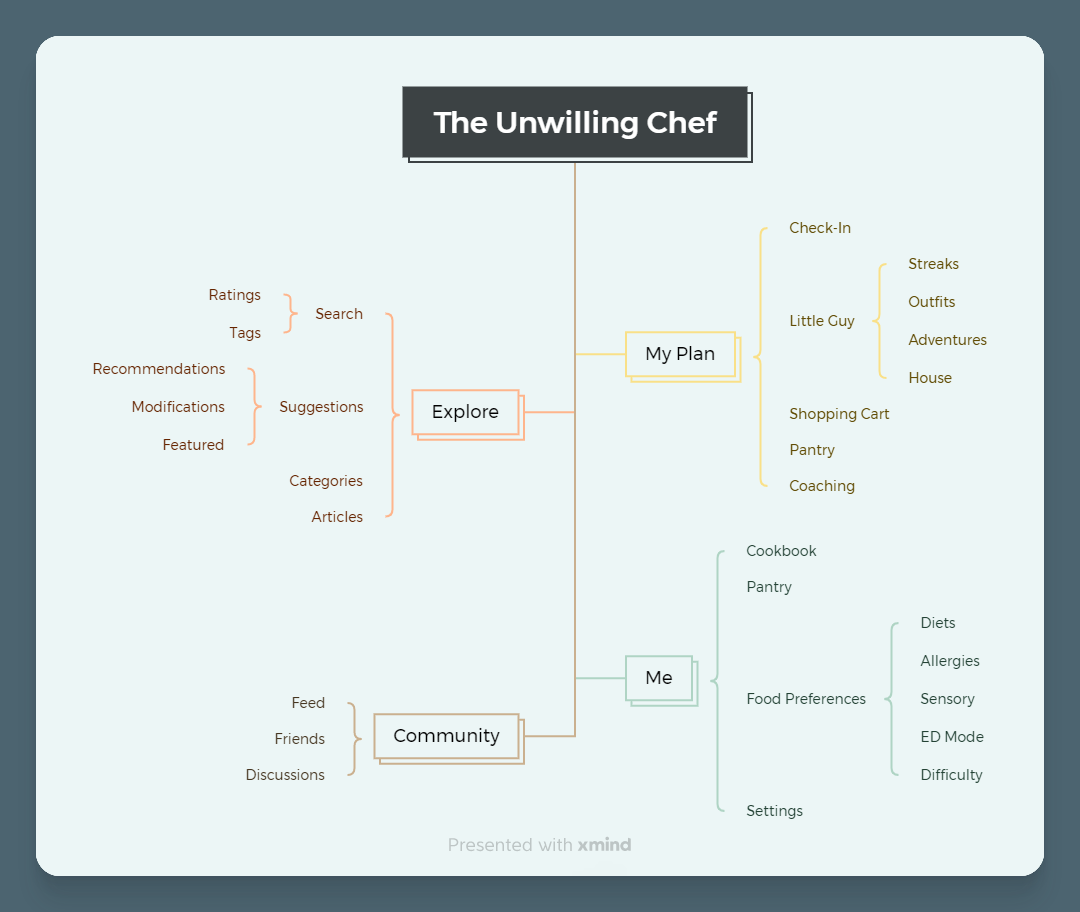 The Unwilling Chef
My Plan
Check-In
Little Guy
Streaks
Outfits
Adventures
House
Shopping Cart
Pantry
Coaching
Explore
Search
Ratings
Tags
Suggestions
Recommendations
Modifications
Featured
Categories
Articles
Me
Cookbook
Pantry
Food Preferences
Diets
Allergies
Sensory
ED Mode
Difficulty
Settings
Community
Feed
Friends
Discussions
Presented with xmind